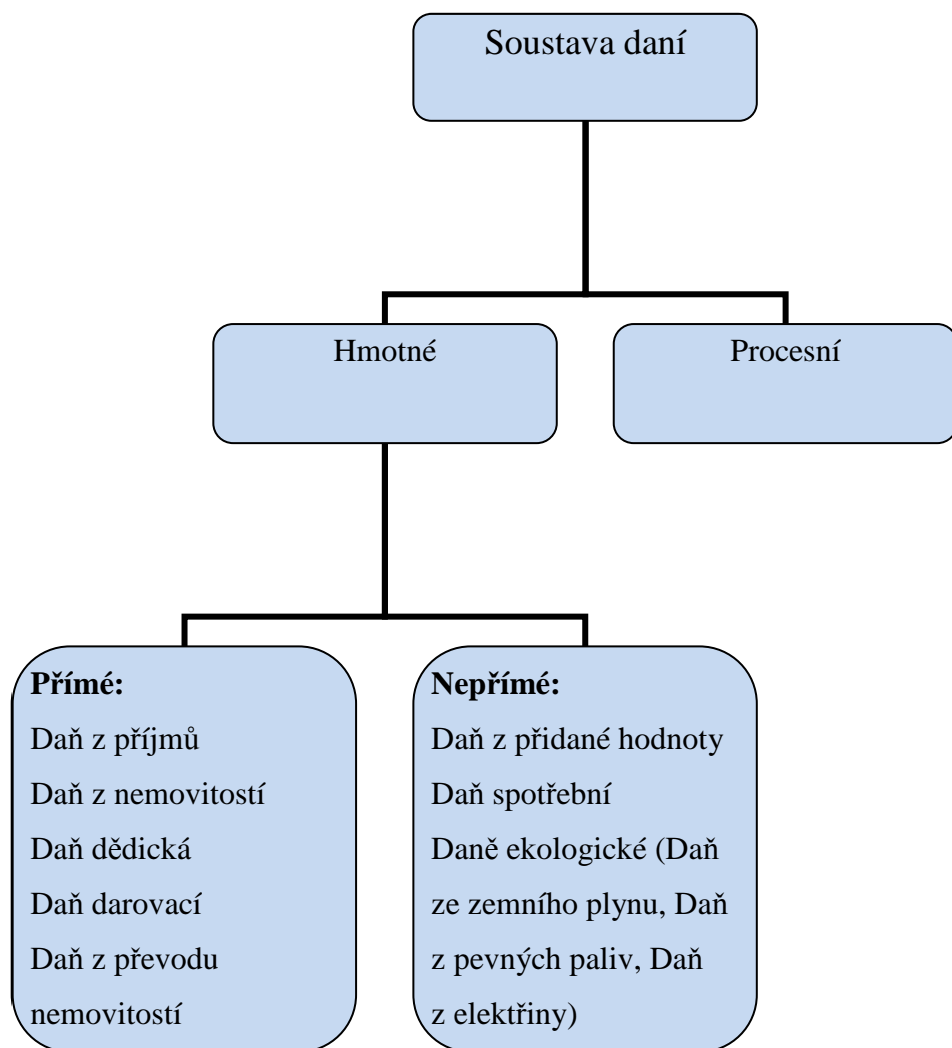 Soustava daní
Hmotné
Procesní
Přímé:
Daň z příjmů
Daň z nemovitostí
Daň dědická
Daň darovací
Daň z převodu
nemovitostí
Nepřímé:
Daň z přidané hodnoty
Daň spotřební
Daně ekologické (Daň
ze zemního plynu, Daň
z pevných paliv, Daň
z elektřiny)